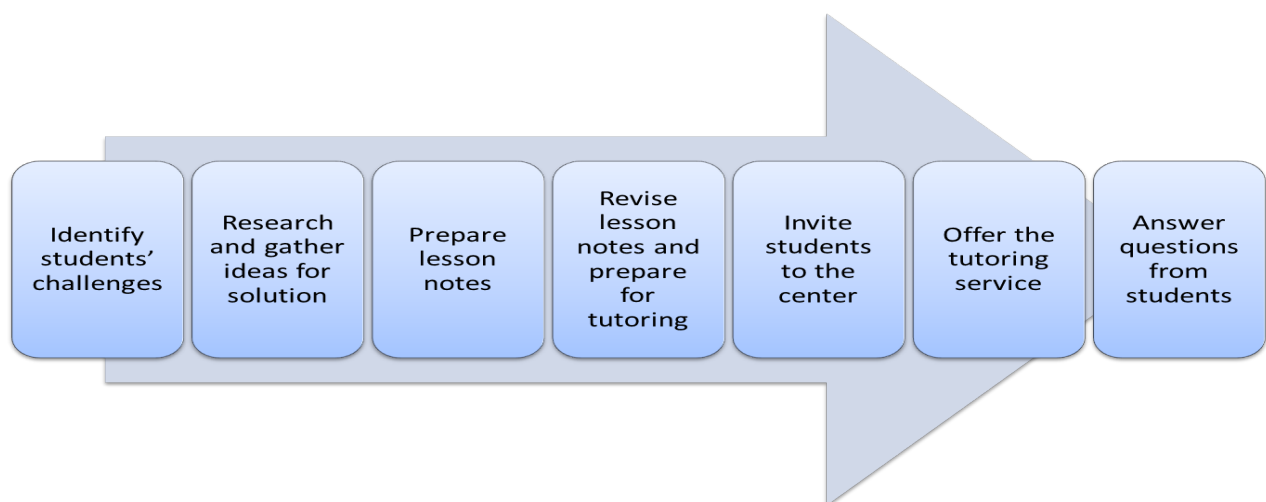 Identify
students’
challenges
Research
and gather
ideas for
solution
Prepare
lesson
notes
Revise
lesson
notes and
prepare
for
tutoring
Invite
students
to the
center
Offer the
tutoring
service
Answer
questions
from
students